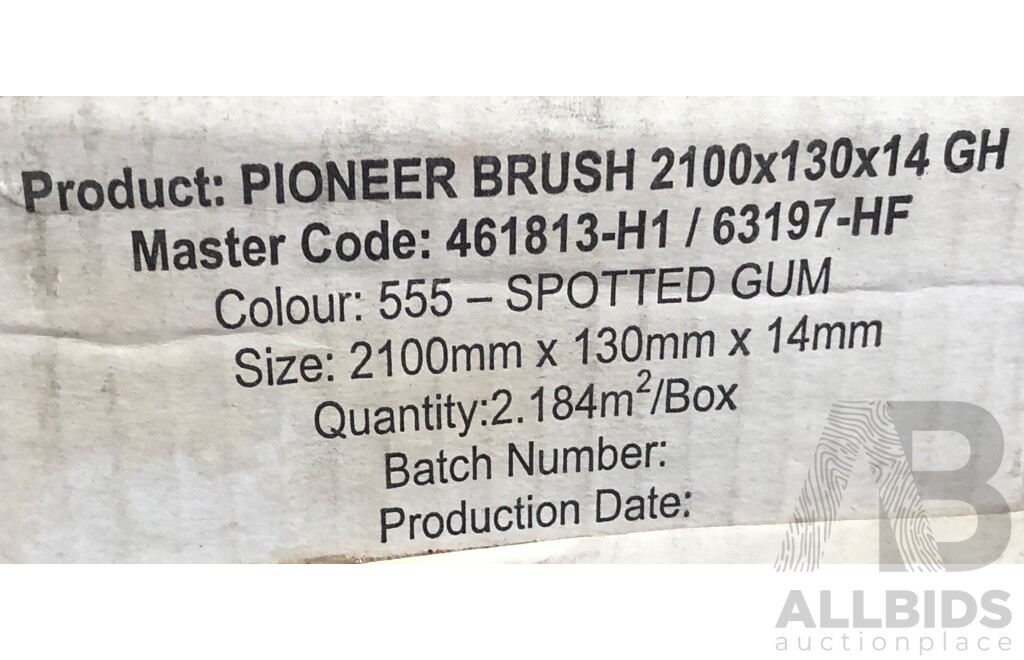 Product: PIONEER BRUSH 2100x130x14 GH
Master Code: 461813-H1 / 63197-HF
Colour: 555 – SPOTTED GUM
Size: 2100mm x 130mm x 14mm
Quantity:2.184m²/Box
Batch Number:
Production Date:
AB
ALLBIDS
auctionplace